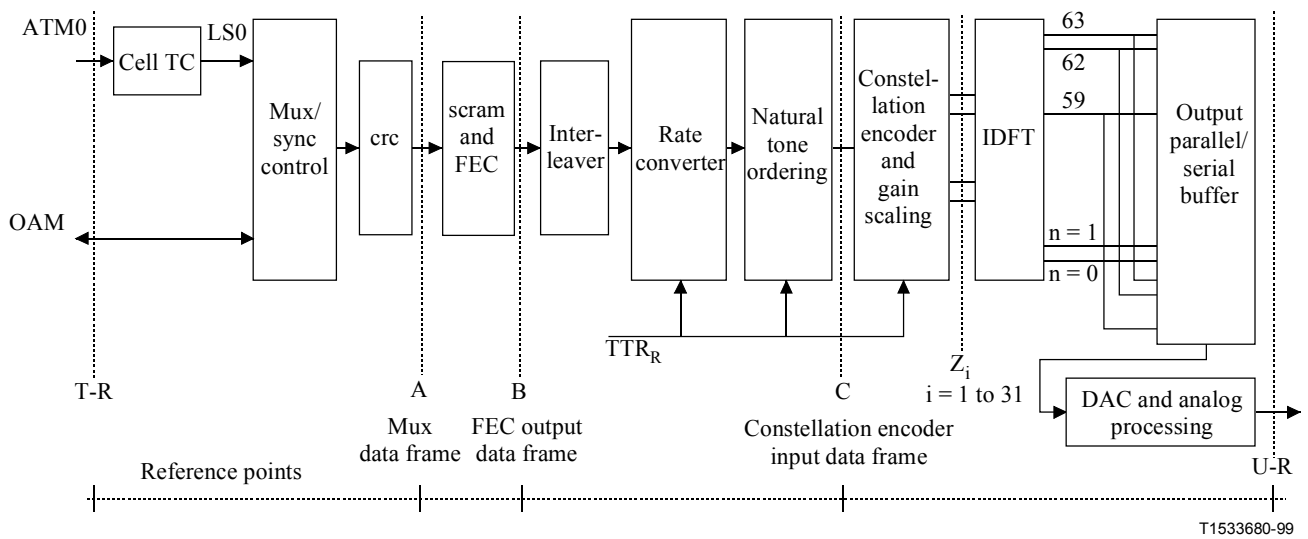 ATM0
LS0
Cell TC
Mux/
sync
control
crc
scram
and
FEC
Inter-
leaver
Rate
converter
Natural
tone
ordering
Constel-
lation
encoder
and
gain
scaling
IDFT
63
62
59
n = 1
n = 0
Output
parallel/
serial
buffer
OAM
TTR_R
T-R
A
B
C
Z_i
i = 1 to 31
DAC and analog
processing
U-R
Mux
data frame
FEC output
data frame
Constellation encoder
input data frame
Reference points
T1533680-99